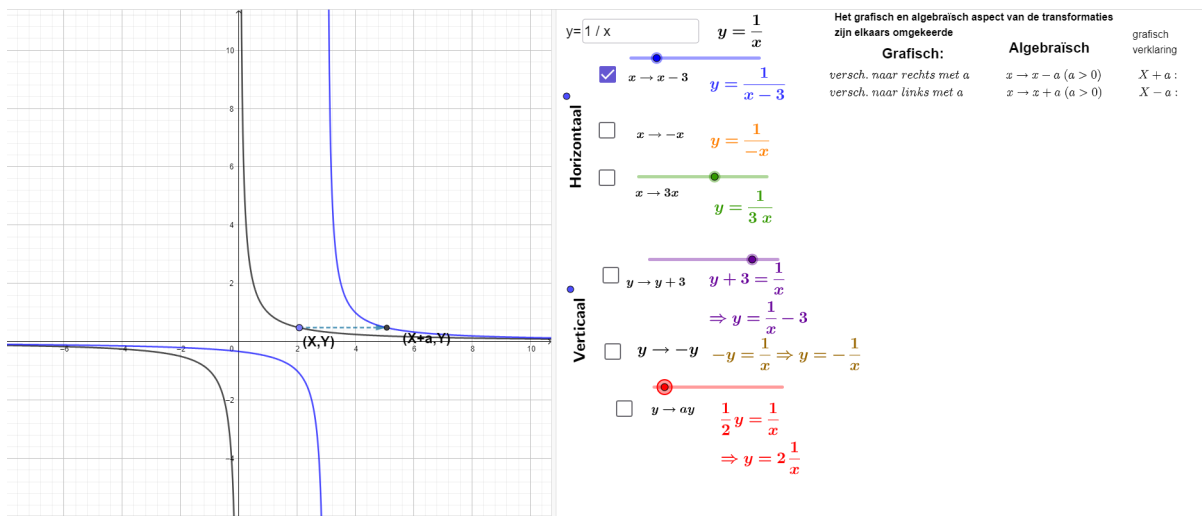 10
8
6
4
2
-6 -2 0 2 4 6 8 10
-2
-4
(X,Y) (X+a,Y)
y= 1 / x
y = 1/x
Horizontaal
x → x − 3
y = 1/(x − 3)
x → −x
y = 1/(−x)
x → 3x
y = 1/(3 x)
Verticaal
y → y + 3
y + 3 = 1/x
⇒ y = 1/x − 3
y → −y
−y = 1/x ⇒ y = − 1/x
y → ay
1/2 y = 1/x
⇒ y = 2 1/x
Het grafisch en algebraïsch aspect van de transformaties
zijn elkaars omgekeerde
Grafisch: Algebraïsch grafisch
verklaring
versch. naar rechts met a x → x − a (a > 0) X + a :
versch. naar links met a x → x + a (a > 0) X − a :